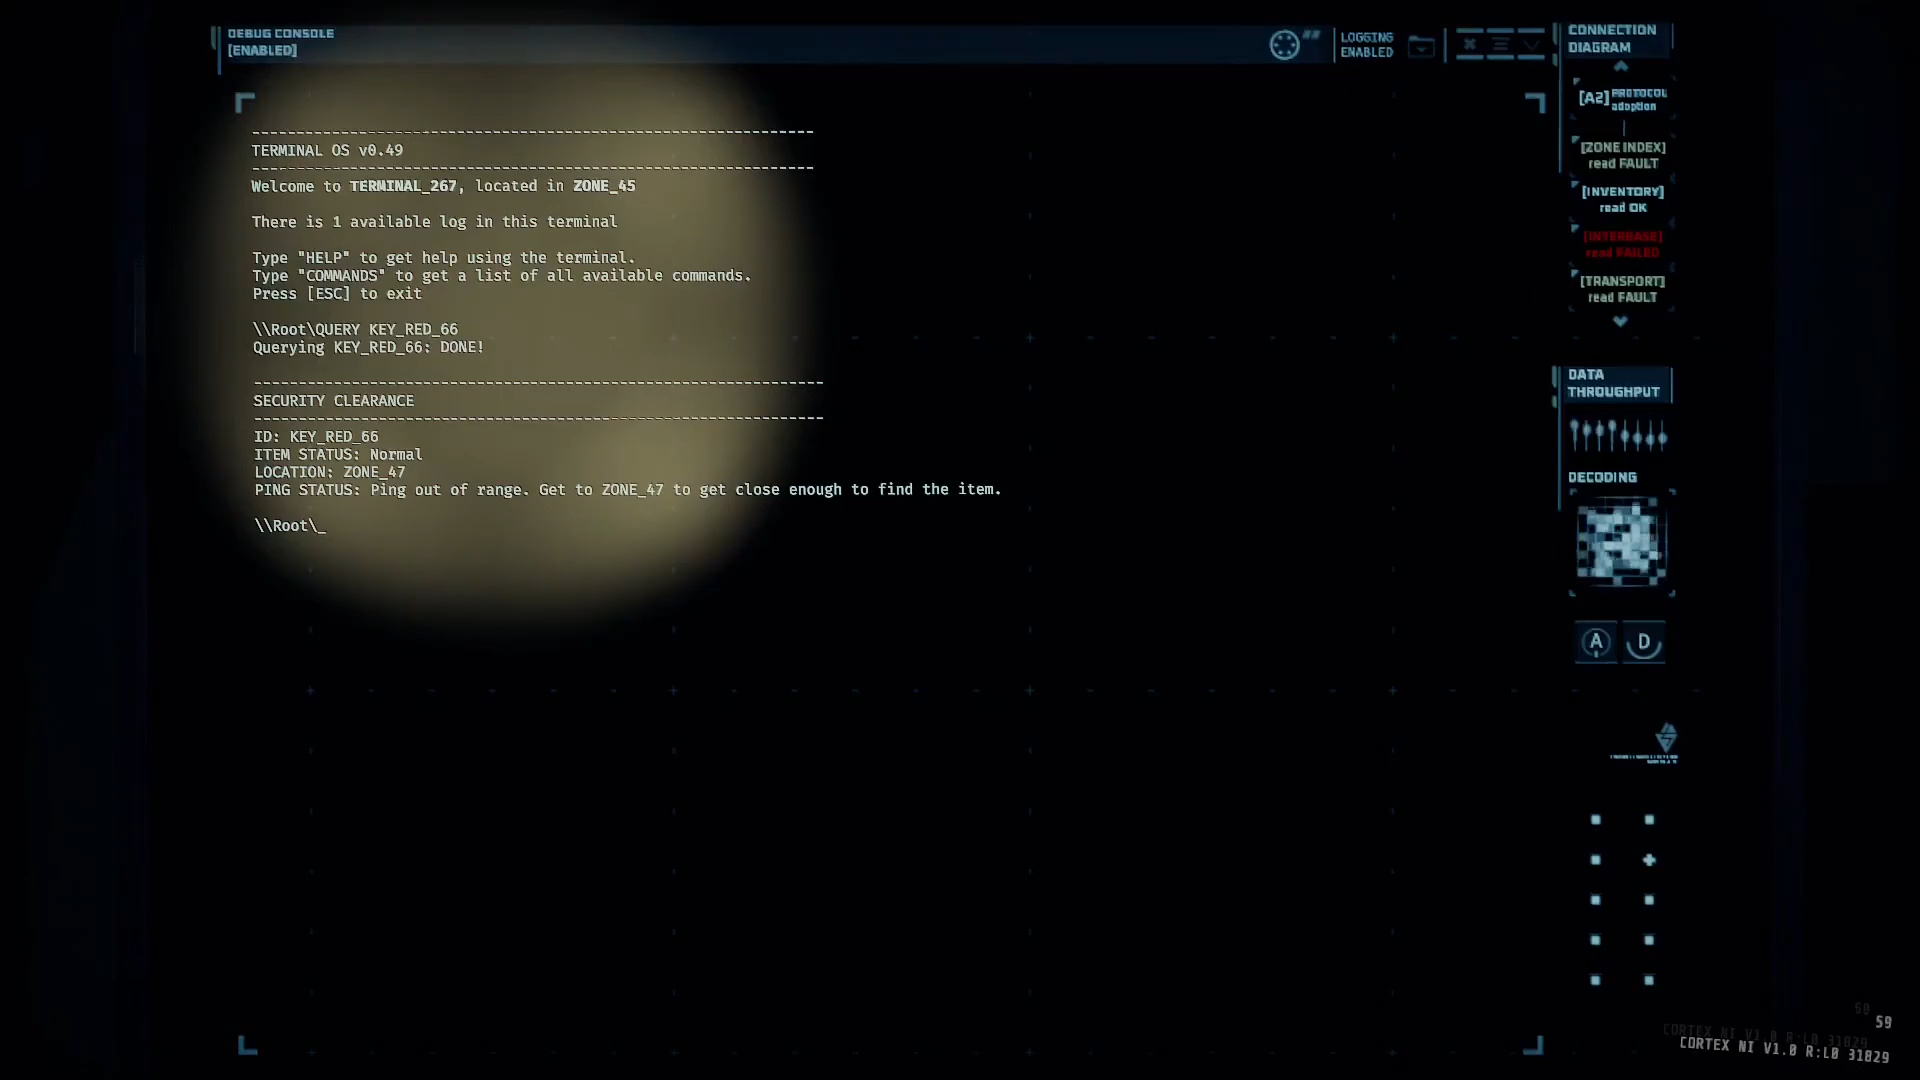 DEBUG CONSOLE
[ENABLED]
LOGGING
ENABLED
--------------------------------------------------------------
TERMINAL OS v0.49
--------------------------------------------------------------
Welcome to TERMINAL_267, located in ZONE_45
There is 1 available log in this terminal
Type "HELP" to get help using the terminal.
Type "COMMANDS" to get a list of all available commands.
Press [ESC] to exit
\\Root\QUERY KEY_RED_66
Querying KEY_RED_66: DONE!
--------------------------------------------------------------
SECURITY CLEARANCE
--------------------------------------------------------------
ID: KEY_RED_66
ITEM STATUS: Normal
LOCATION: ZONE_47
PING STATUS: Ping out of range. Get to ZONE_47 to get close enough to find the item.
\\Root\_
CONNECTION
DIAGRAM
[A2] PROTOCOL
adoption
[ZONE INDEX]
read FAULT
[INVENTORY]
read OK
[INTERBASE]
read FAILED
[TRANSPORT]
read FAULT
DATA
THROUGHPUT
DECODING
A D
59
CORTEX NI V1.0 R:L0 31829